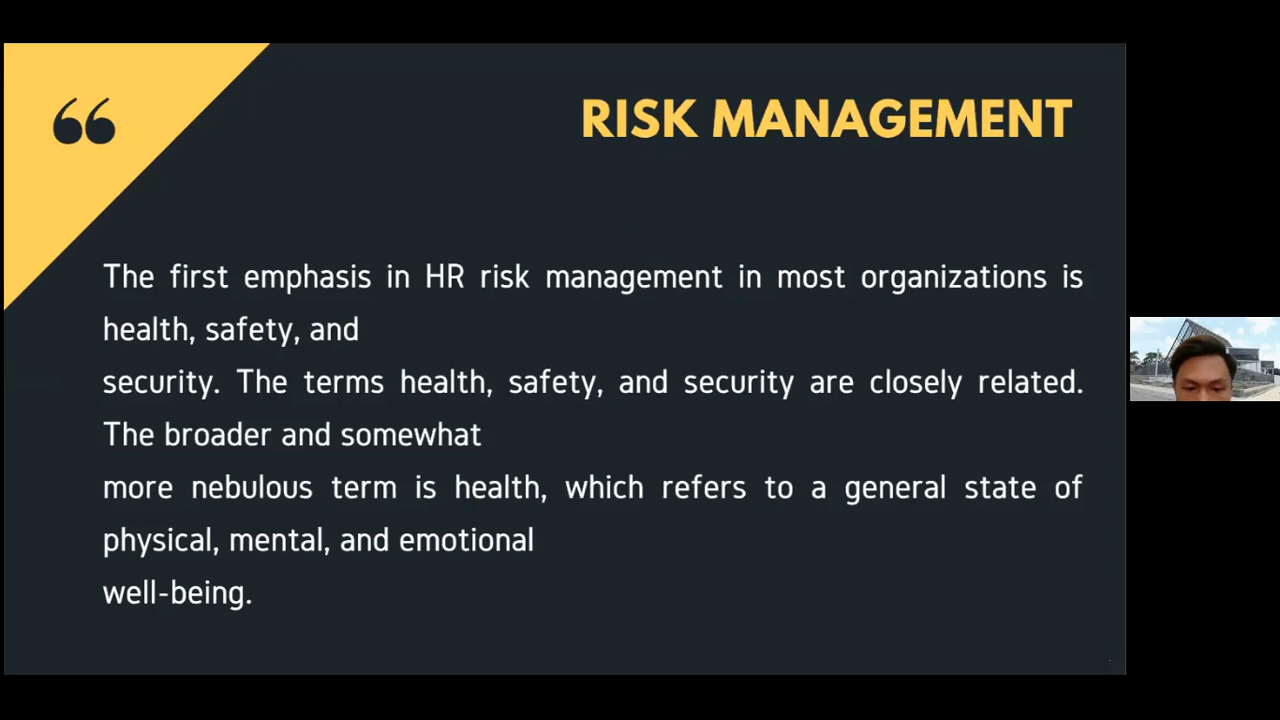 “
RISK MANAGEMENT
The first emphasis in HR risk management in most organizations is
health, safety, and
security. The terms health, safety, and security are closely related.
The broader and somewhat
more nebulous term is health, which refers to a general state of
physical, mental, and emotional
well-being.